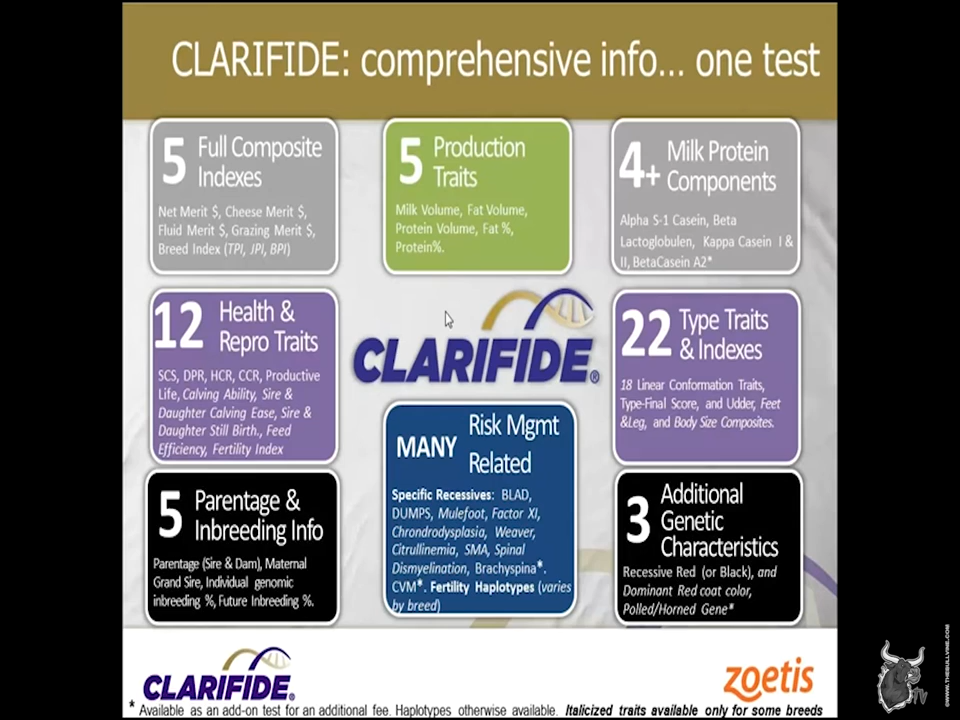 CLARIFIDE: comprehensive info... one test
5 Full Composite
Indexes
Net Merit $, Cheese Merit $,
Fluid Merit $, Grazing Merit $,
Breed Index (TPI, JPI, BPI)
5 Production
Traits
Milk Volume, Fat Volume,
Protein Volume, Fat %,
Protein%.
4+ Milk Protein
Components
Alpha S-1 Casein, Beta
Lactoglobulen, Kappa Casein I &
II, BetaCasein A2*
12 Health &
Repro Traits
SCS, DPR, HCR, CCR, Productive
Life, Calving Ability, Sire &
Daughter Calving Ease, Sire &
Daughter Still Birth., Feed
Efficiency, Fertility Index
CLARIFIDE®
22 Type Traits
& Indexes
18 Linear Conformation Traits,
Type-Final Score, and Udder, Feet
&Leg, and Body Size Composites.
MANY Risk Mgmt
Related
Specific Recessives: BLAD,
DUMPS, Mulefoot, Factor XI,
Chrondrodysplasia, Weaver,
Citrullinemia, SMA, Spinal
Dismyelination, Brachyspina*.
CVM*. Fertility Haplotypes (varies
by breed)
5 Parentage &
Inbreeding Info
Parentage (Sire & Dam), Maternal
Grand Sire, Individual genomic
inbreeding %, Future Inbreeding %.
3 Additional
Genetic
Characteristics
Recessive Red (or Black), and
Dominant Red coat color,
Polled/Horned Gene*
CLARIFIDE®
zoetis
* Available as an add-on test for an additional fee. Haplotypes otherwise available. Italicized traits available only for some breeds
TV
©WWW.THEBULLVINE.COM